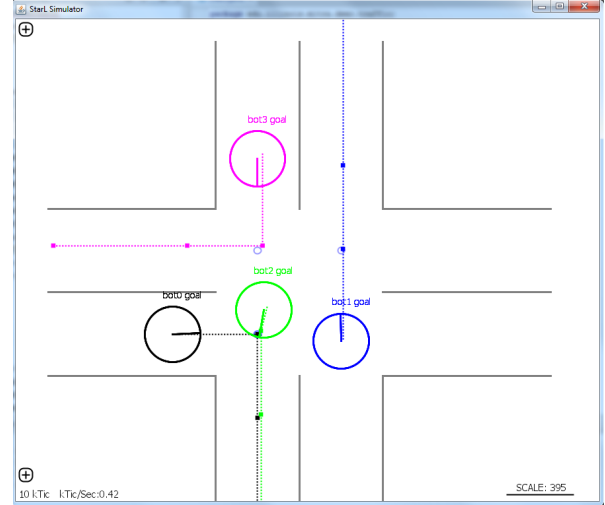 StarL Simulator
bot3 goal
bot2 goal
bot0 goal
bot1 goal
10 kTic kTic/Sec:0.42
SCALE: 395